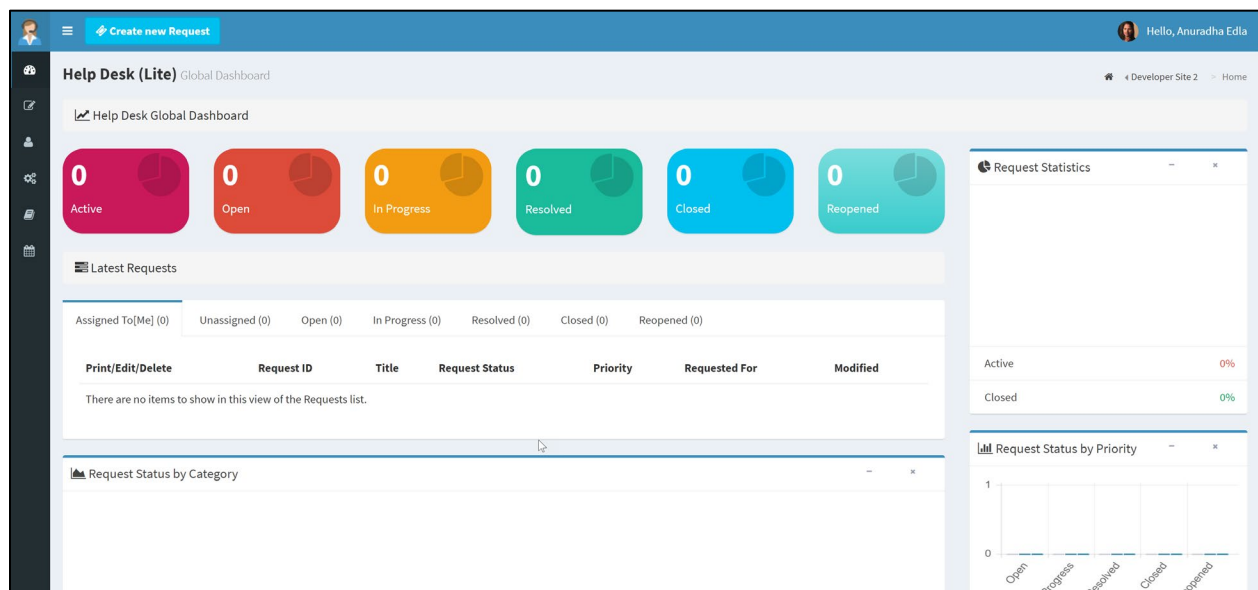 Create new Request
Hello, Anuradha Edla
Help Desk (Lite) Global Dashboard
Developer Site 2 > Home
Help Desk Global Dashboard
0
Active
0
Open
0
In Progress
0
Resolved
0
Closed
0
Reopened
Latest Requests
Assigned To[Me] (0) Unassigned (0) Open (0) In Progress (0) Resolved (0) Closed (0) Reopened (0)
Print/Edit/Delete Request ID Title Request Status Priority Requested For Modified
There are no items to show in this view of the Requests list.
Request Status by Category
Request Statistics
Active 0%
Closed 0%
Request Status by Priority
1
0
Open
Closed